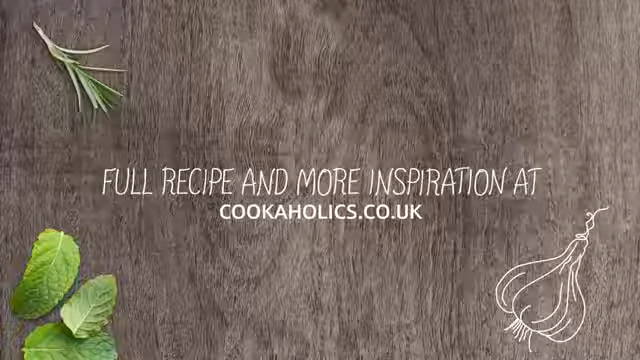 FULL RECIPE AND MORE INSPIRATION AT
COOKAHOLICS.CO.UK